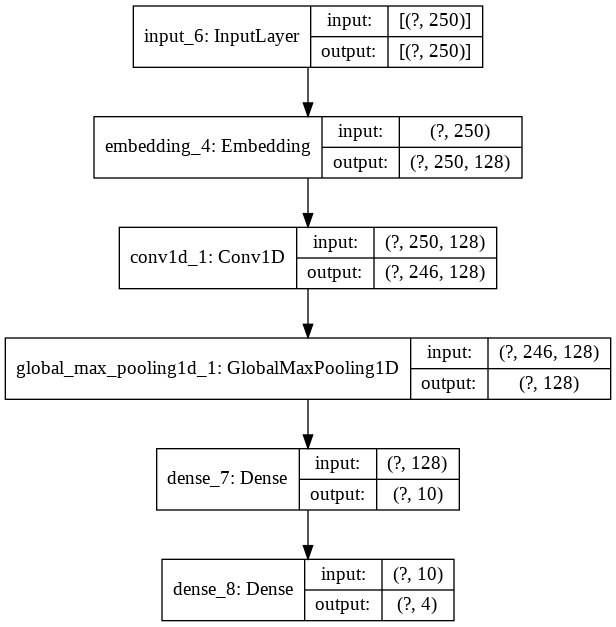 input_6: InputLayer
input: [(?, 250)]
output: [(?, 250)]
embedding_4: Embedding
input: (?, 250)
output: (?, 250, 128)
conv1d_1: Conv1D
input: (?, 250, 128)
output: (?, 246, 128)
global_max_pooling1d_1: GlobalMaxPooling1D
input: (?, 246, 128)
output: (?, 128)
dense_7: Dense
input: (?, 128)
output: (?, 10)
dense_8: Dense
input: (?, 10)
output: (?, 4)